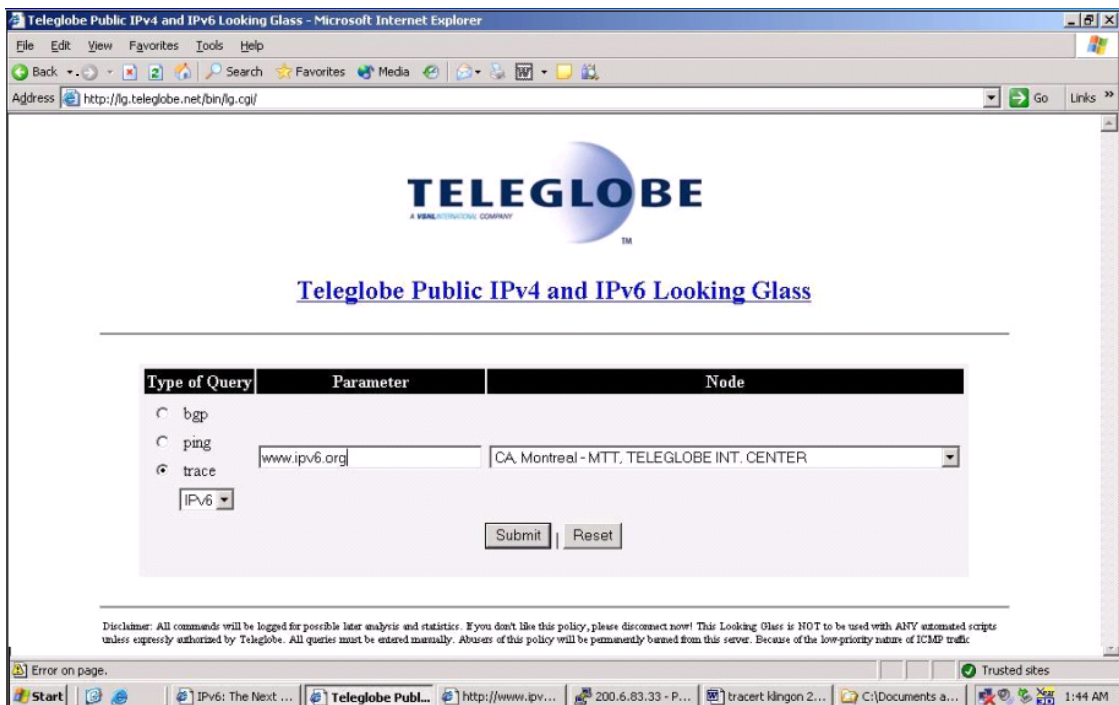 Teleglobe Public IPv4 and IPv6 Looking Glass - Microsoft Internet Explorer
File Edit View Favorites Tools Help
Back Search Favorites Media
Address http://lg.teleglobe.net/bin/lg.cgi/ Go Links »
TELEGLOBE
A VSNL INTERNATIONAL COMPANY
TM
Teleglobe Public IPv4 and IPv6 Looking Glass
Type of Query Parameter Node
bgp
ping
trace
IPv6
www.ipv6.org
CA, Montreal - MTT, TELEGLOBE INT. CENTER
Submit | Reset
Disclaimer: All commands will be logged for possible later analysis and statistics. If you don't like this policy, please disconnect now! This Looking Glass is NOT to be used with ANY automated scripts
unless expressly authorized by Teleglobe. All queries must be entered manually. Abusers of this policy will be permanently banned from this server. Because of the low-priority nature of ICMP traffic
Error on page. Trusted sites
Start IPv6: The Next ... Teleglobe Publ... http://www.ipv... 200.6.83.33 - P... tracert klingon 2... C:\Documents a... 1:44 AM